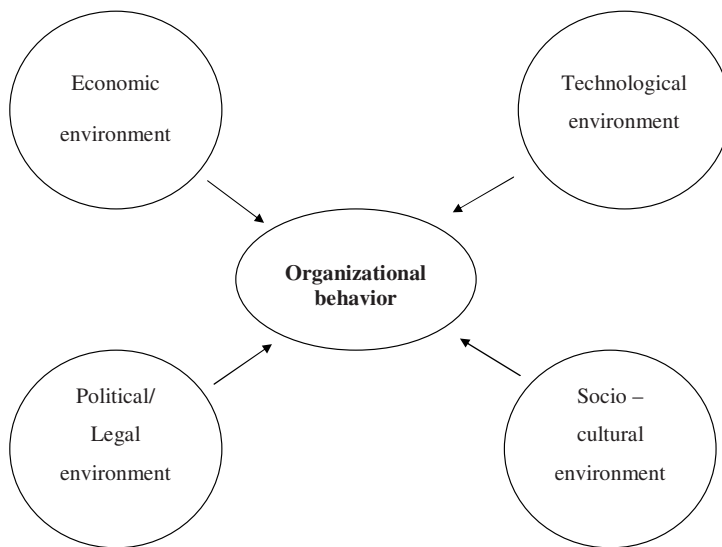 Economic
environment
Technological
environment
Organizational
behavior
Political/
Legal
environment
Socio –
cultural
environment